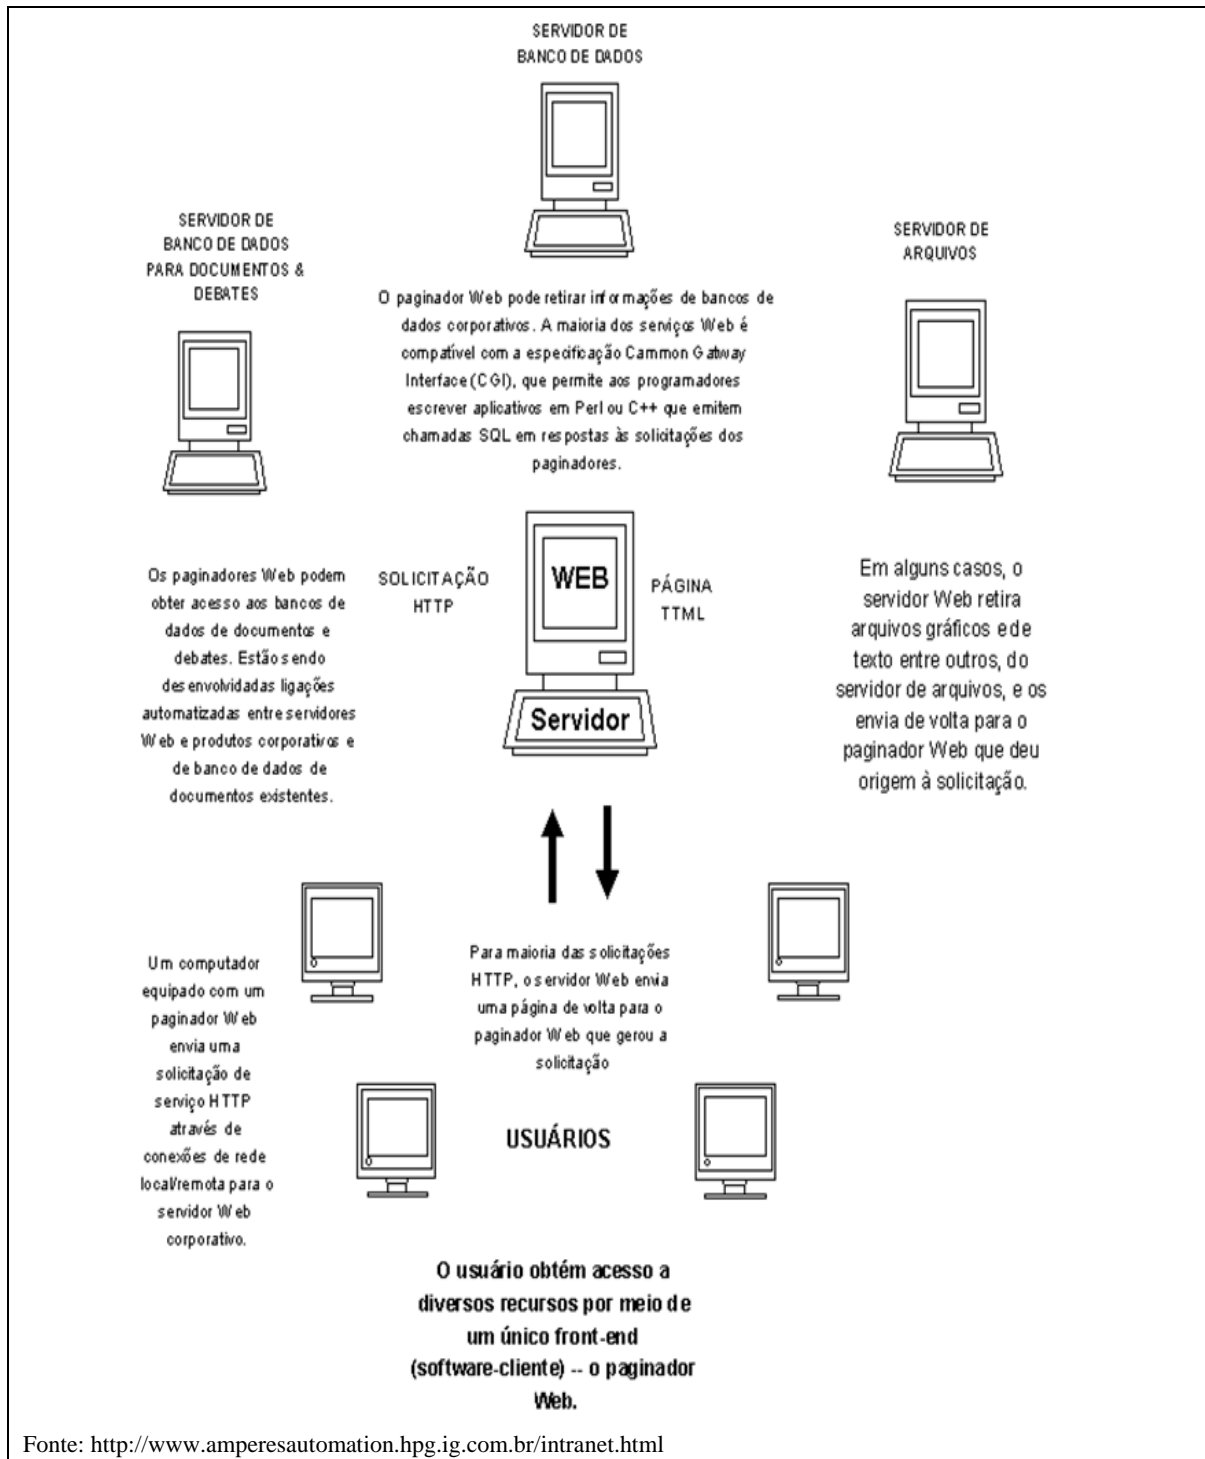 SERVIDOR DE
BANCO DE DADOS
SERVIDOR DE
BANCO DE DADOS
PARA DOCUMENTOS &
DEBATES
SERVIDOR DE
ARQUIVOS
O paginador Web pode retirar informações de bancos de
dados corporativos. A maioria dos serviços Web é
compatível com a especificação Cammon Gatway
Interface (CGI), que permite aos programadores
escrever aplicativos em Perl ou C++ que emitem
chamadas SQL em respostas às solicitações dos
paginadores.
Os paginadores Web podem
obter acesso aos bancos de
dados de documentos e
debates. Estão sendo
desenvolvidadas ligações
automatizadas entre servidores
Web e produtos corporativos e
de banco de dados de
documentos existentes.
SOLICITAÇÃO
HTTP
WEB
Servidor
PÁGINA
TTML
Em alguns casos, o
servidor Web retira
arquivos gráficos e de
texto entre outros, do
servidor de arquivos, e os
envia de volta para o
paginador Web que deu
origem à solicitação.
Um computador
equipado com um
paginador Web
envia uma
solicitação de
serviço HTTP
através de
conexões de rede
local/remota para o
servidor Web
corporativo.
Para maioria das solicitações
HTTP, o servidor Web envia
uma página de volta para o
paginador Web que gerou a
solicitação
USUÁRIOS
O usuário obtém acesso a
diversos recursos por meio de
um único front-end
(software-cliente) -- o paginador
Web.
Fonte: http://www.amperesautomation.hpg.ig.com.br/intranet.html